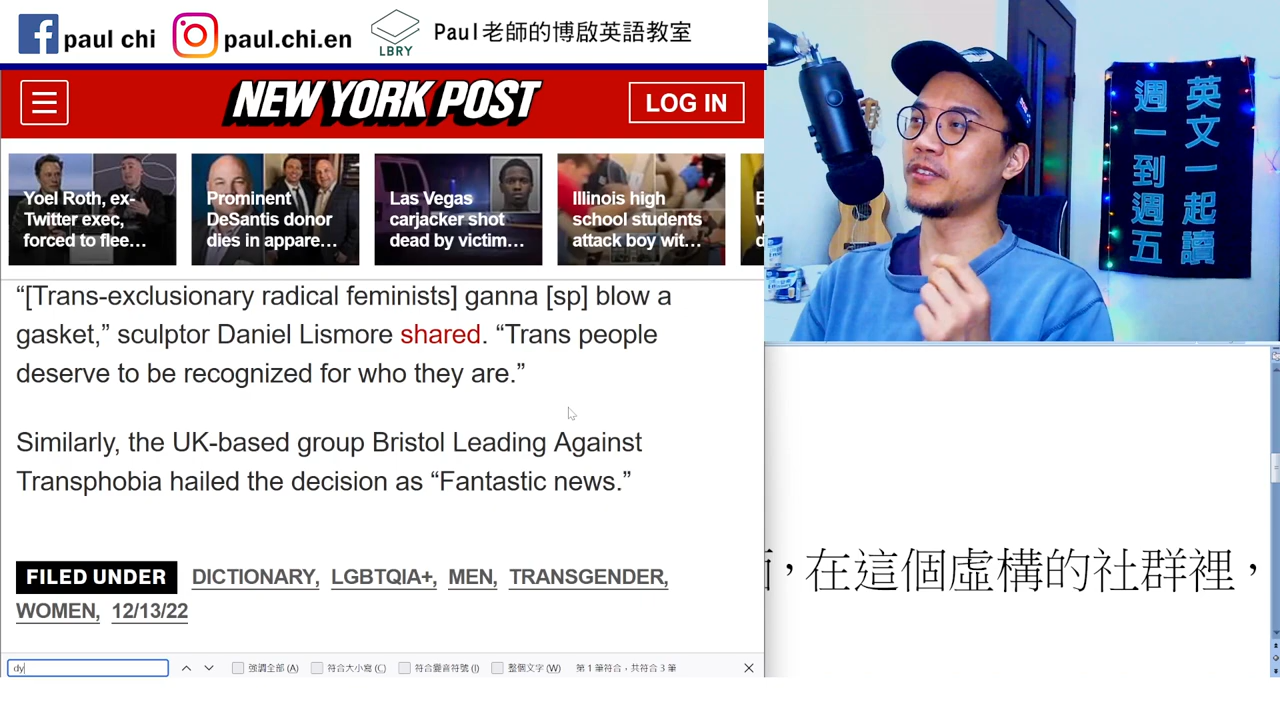 paul chi
paul.chi.en
LBRY
Paul老師的博啟英語教室
NEW YORK POST
LOG IN
Yoel Roth, ex-
Twitter exec,
forced to flee…
Prominent
DeSantis donor
dies in appare…
Las Vegas
carjacker shot
dead by victim…
Illinois high
school students
attack boy wit…
“[Trans-exclusionary radical feminists] ganna [sp] blow a
gasket,” sculptor Daniel Lismore shared. “Trans people
deserve to be recognized for who they are.”
Similarly, the UK-based group Bristol Leading Against
Transphobia hailed the decision as “Fantastic news.”
FILED UNDER DICTIONARY, LGBTQIA+, MEN, TRANSGENDER,
WOMEN, 12/13/22
dy
強調全部 (A)
符合大小寫 (C)
符合變音符號 (I)
整個文字 (W)
第 1 筆符合，共符合 3 筆
英文一起讀
週一到週五
，在這個虛構的社群裡，